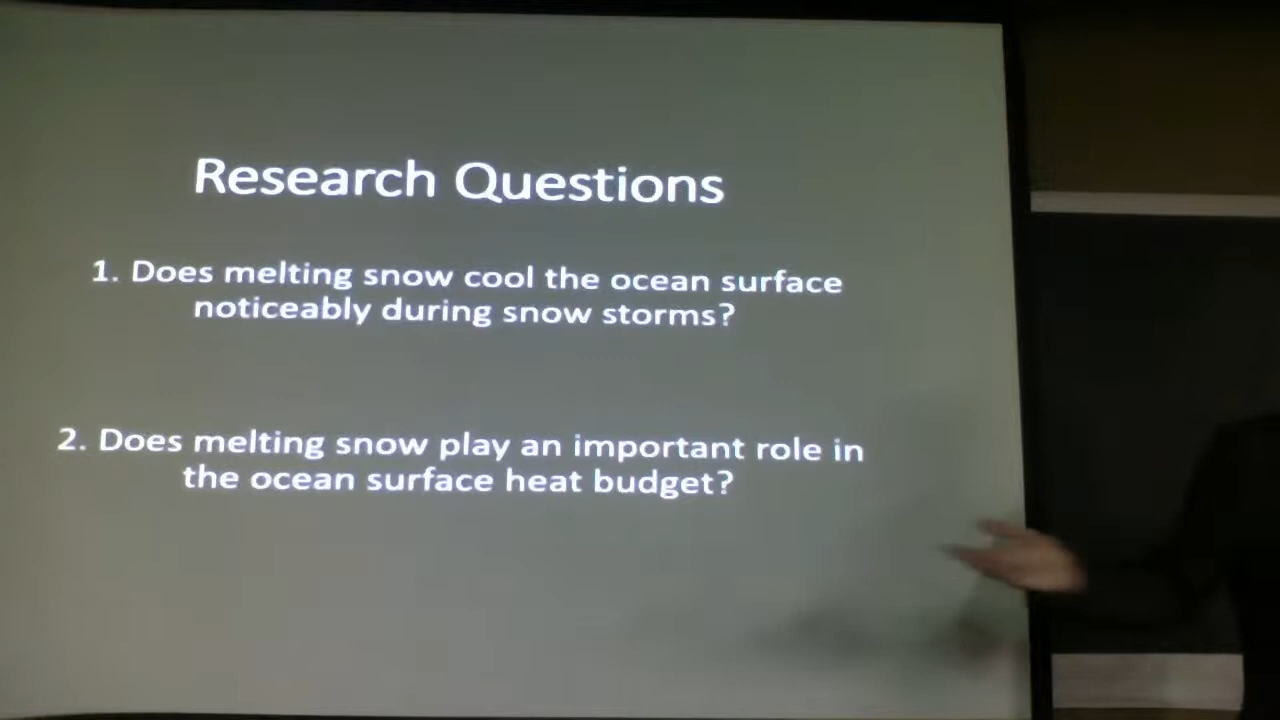 Research Questions
1. Does melting snow cool the ocean surface
noticeably during snow storms?
2. Does melting snow play an important role in
the ocean surface heat budget?